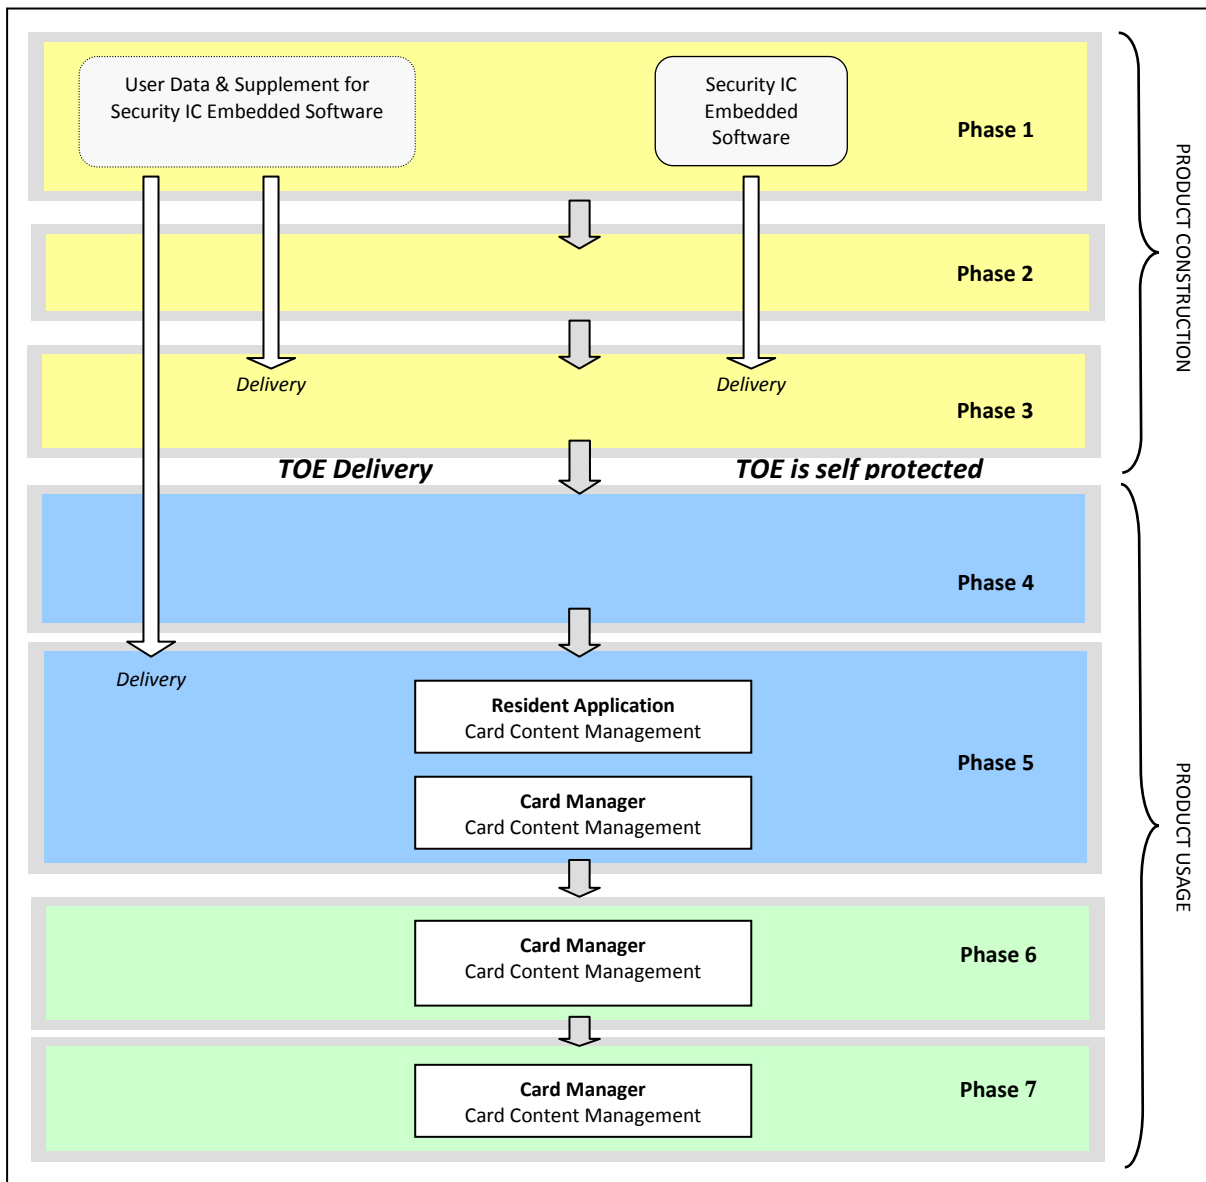 User Data & Supplement for
Security IC Embedded Software
Security IC
Embedded
Software
Phase 1
PRODUCT CONSTRUCTION
Phase 2
Delivery
Delivery
Phase 3
TOE Delivery
TOE is self protected
Phase 4
Delivery
Resident Application
Card Content Management
Phase 5
Card Manager
Card Content Management
PRODUCT USAGE
Card Manager
Card Content Management
Phase 6
Card Manager
Card Content Management
Phase 7